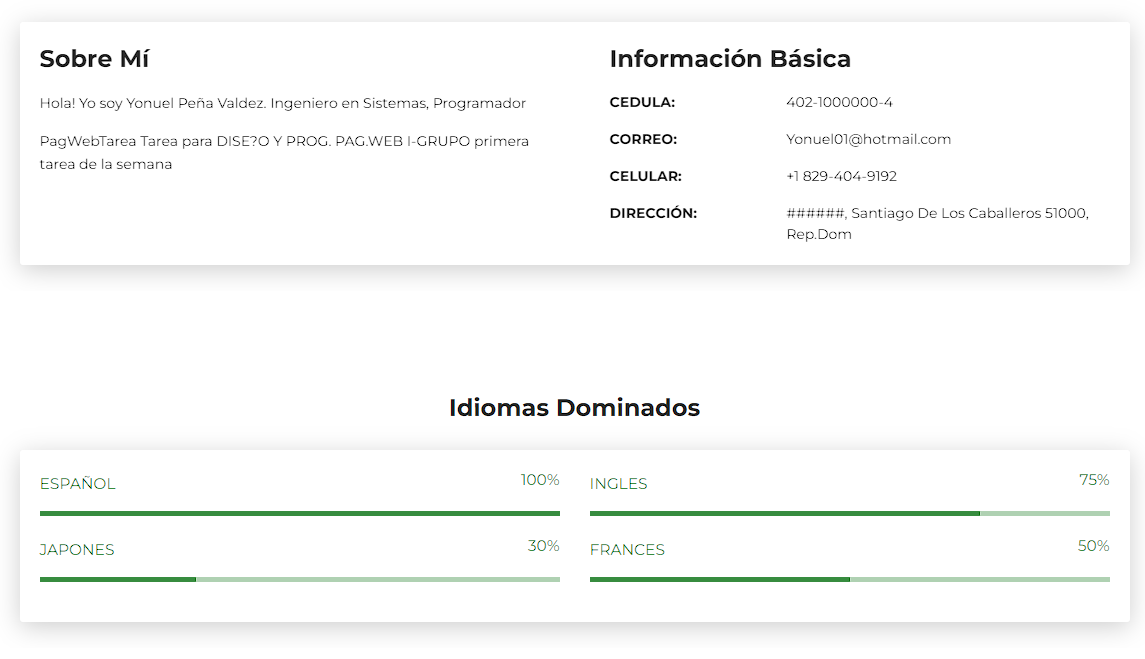 Sobre Mí
Hola! Yo soy Yonuel Peña Valdez. Ingeniero en Sistemas, Programador
PagWebTarea Tarea para DISE?O Y PROG. PAG.WEB I-GRUPO primera
tarea de la semana
Información Básica
CEDULA: 402-1000000-4
CORREO: Yonuel01@hotmail.com
CELULAR: +1 829-404-9192
DIRECCIÓN: ######, Santiago De Los Caballeros 51000,
Rep.Dom
Idiomas Dominados
ESPAÑOL 100%
INGLES 75%
JAPONES 30%
FRANCES 50%